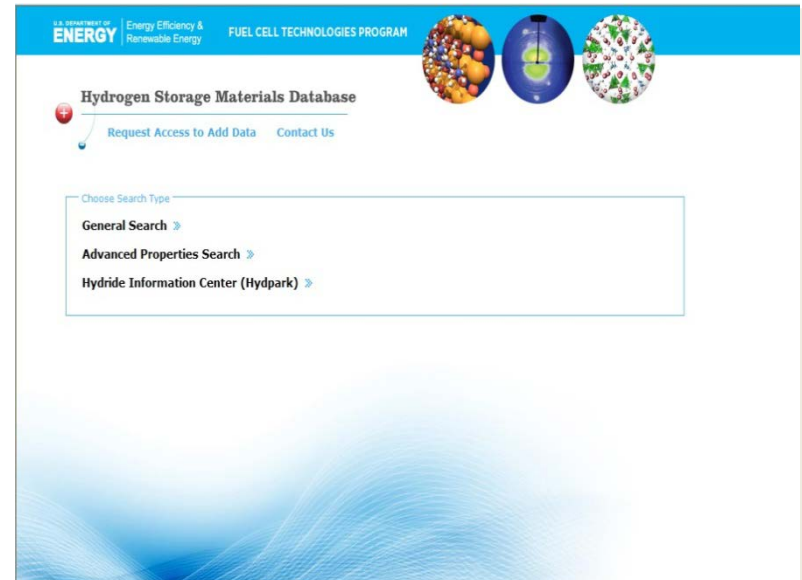 U.S. DEPARTMENT OF
ENERGY
Energy Efficiency &
Renewable Energy
FUEL CELL TECHNOLOGIES PROGRAM
Hydrogen Storage Materials Database
Request Access to Add Data Contact Us
Choose Search Type
General Search »
Advanced Properties Search »
Hydride Information Center (Hydpark) »